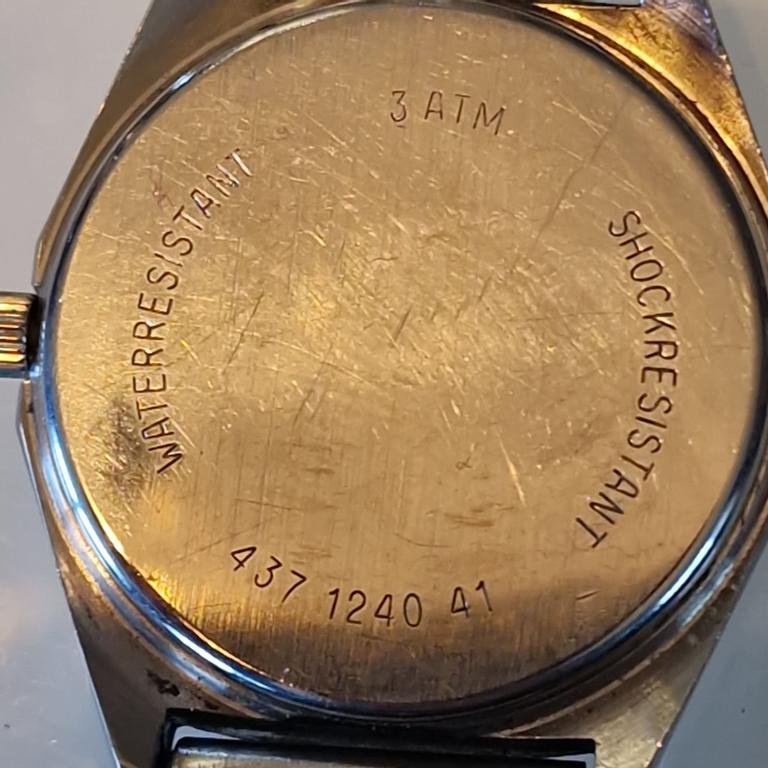 3 ATM
WATERRESISTANT
SHOCKRESISTANT
437 1240 41